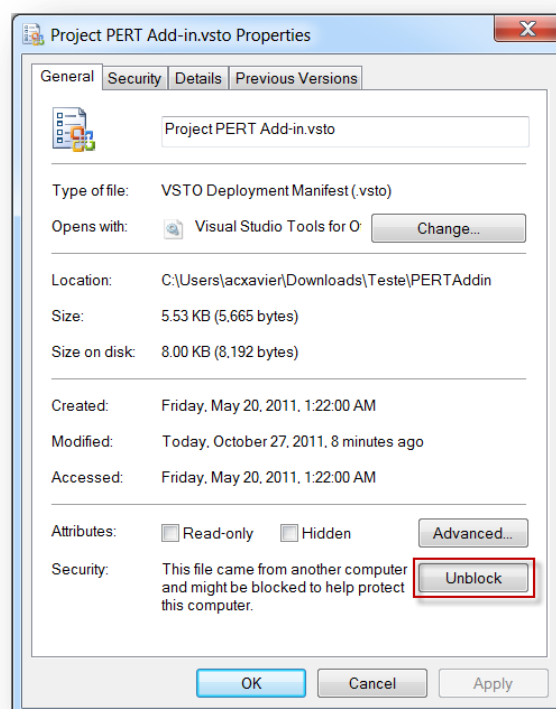 Project PERT Add-in.vsto Properties
X
General Security Details Previous Versions
Project PERT Add-in.vsto
Type of file: VSTO Deployment Manifest (.vsto)
Opens with: Visual Studio Tools for O Change...
Location: C:\Users\acxavier\Downloads\Teste\PERTAddin
Size: 5.53 KB (5,665 bytes)
Size on disk: 8.00 KB (8,192 bytes)
Created: Friday, May 20, 2011, 1:22:00 AM
Modified: Today, October 27, 2011, 8 minutes ago
Accessed: Friday, May 20, 2011, 1:22:00 AM
Attributes: Read-only Hidden Advanced...
Security: This file came from another computer
and might be blocked to help protect
this computer.
Unblock
OK Cancel Apply